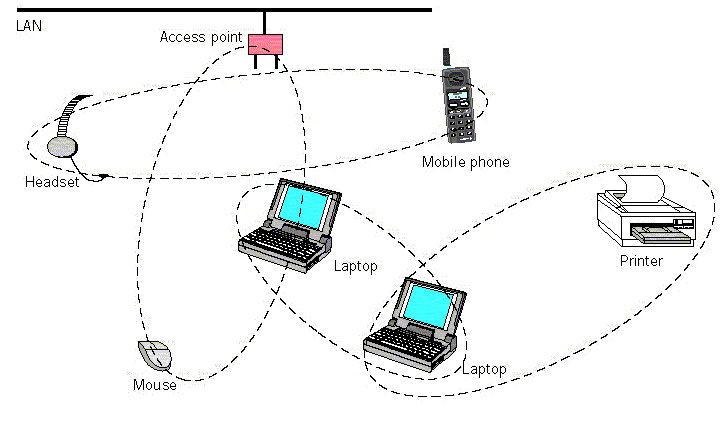 LAN
Access point
Mobile phone
Headset
Laptop
Printer
Laptop
Mouse